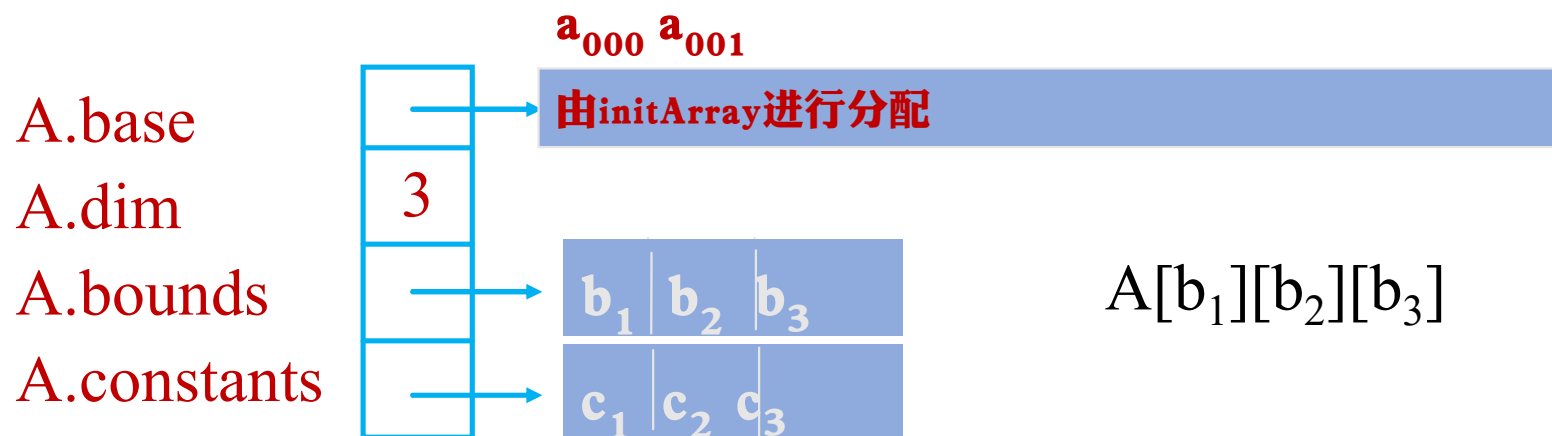 a₀₀₀ a₀₀₁
A.base
由initArray进行分配
A.dim
3
A.bounds
b₁ b₂ b₃
A[b₁][b₂][b₃]
A.constants
c₁ c₂ c₃